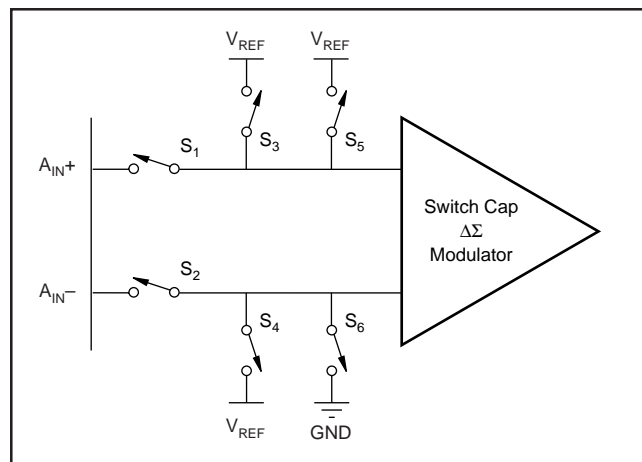 V_REF V_REF
S_3 S_5
S_1
A_IN+
Switch Cap
ΔΣ
Modulator
S_2
A_IN–
S_4 S_6
V_REF
GND